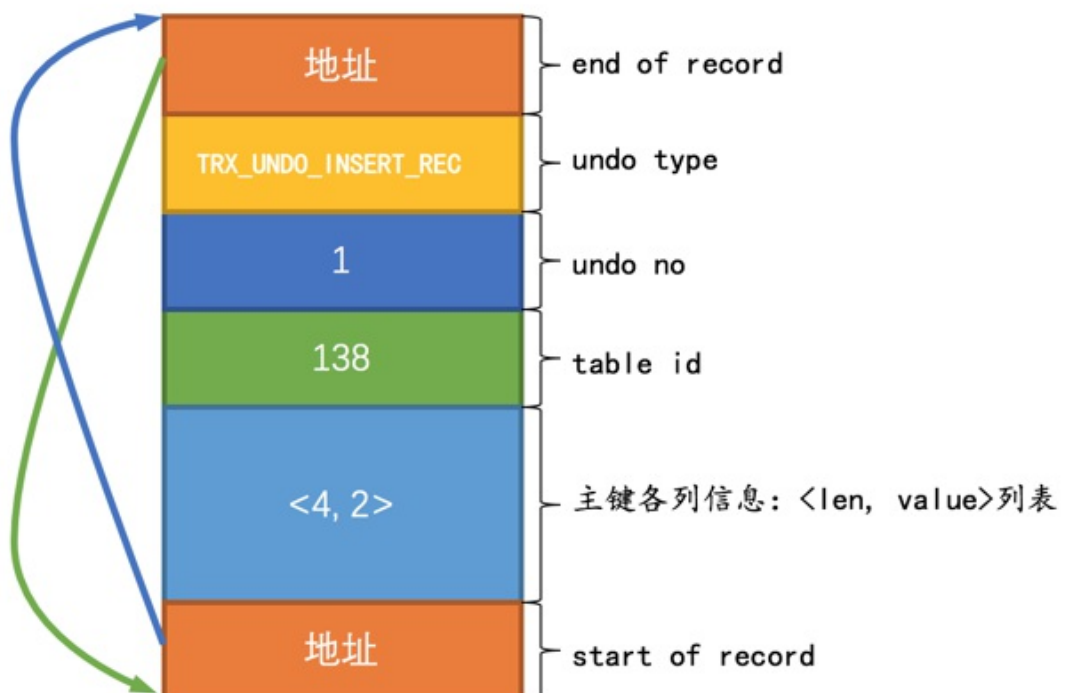 地址 end of record
TRX_UNDO_INSERT_REC undo type
1 undo no
138 table id
<4, 2> 主键各列信息：<len, value>列表
地址 start of record